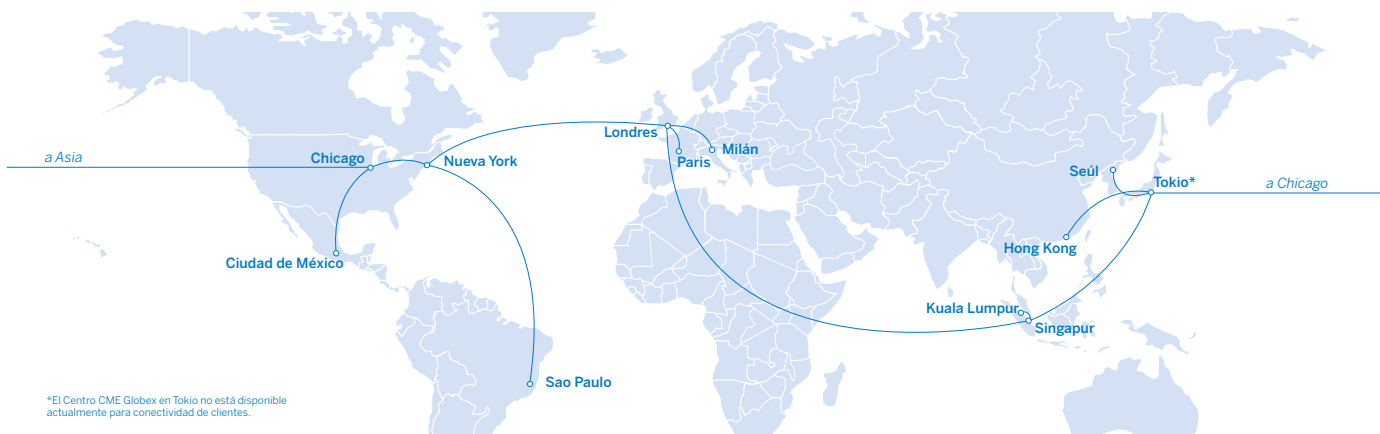 Londres
Milán
Paris
a Asia
Chicago
Nueva York
Seúl
Tokio*
a Chicago
Hong Kong
Ciudad de México
Kuala Lumpur
Singapur
Sao Paulo
*El Centro CME Globex en Tokio no está disponible
actualmente para conectividad de clientes.